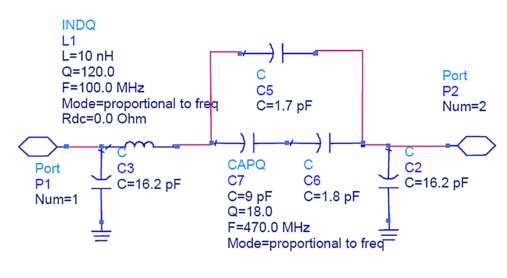 INDQ
L1
L=10 nH
Q=120.0
F=100.0 MHz
Mode=proportional to freq
Rdc=0.0 Ohm
C
C5
C=1.7 pF
Port
P2
Num=2
Port
P1
Num=1
C
C3
C=16.2 pF
CAPQ
C7
C=9 pF
Q=18.0
F=470.0 MHz
Mode=proportional to freq
C
C6
C=1.8 pF
C
C2
C=16.2 pF